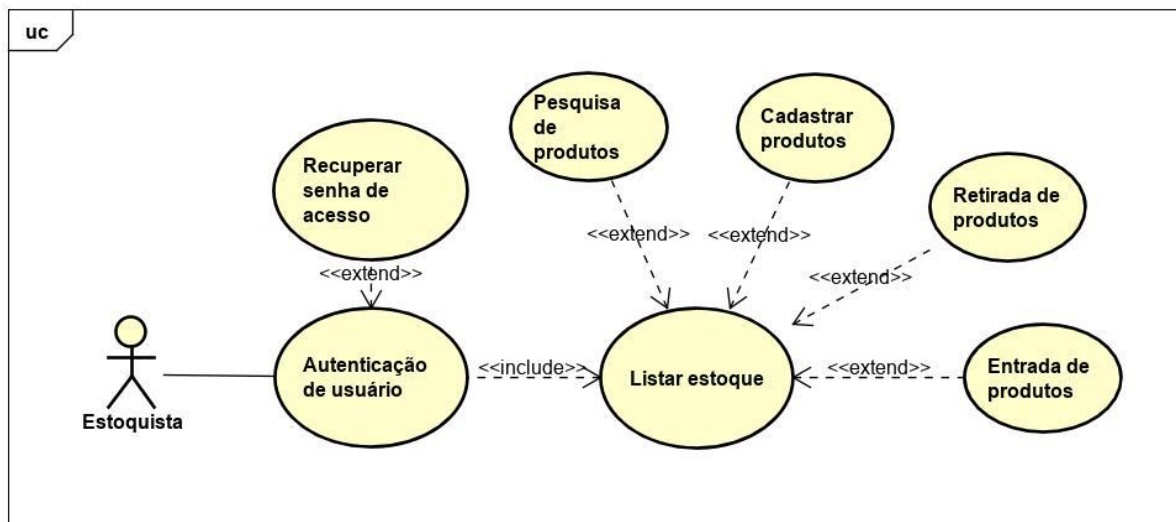 uc
Pesquisa
de
produtos
Cadastrar
produtos
Recuperar
senha de
acesso
Retirada de
produtos
<<extend>>
<<extend>>
<<extend>>
<<extend>>
Autenticação
de usuário
<<include>>
Listar estoque
<<extend>>
Entrada de
produtos
Estoquista